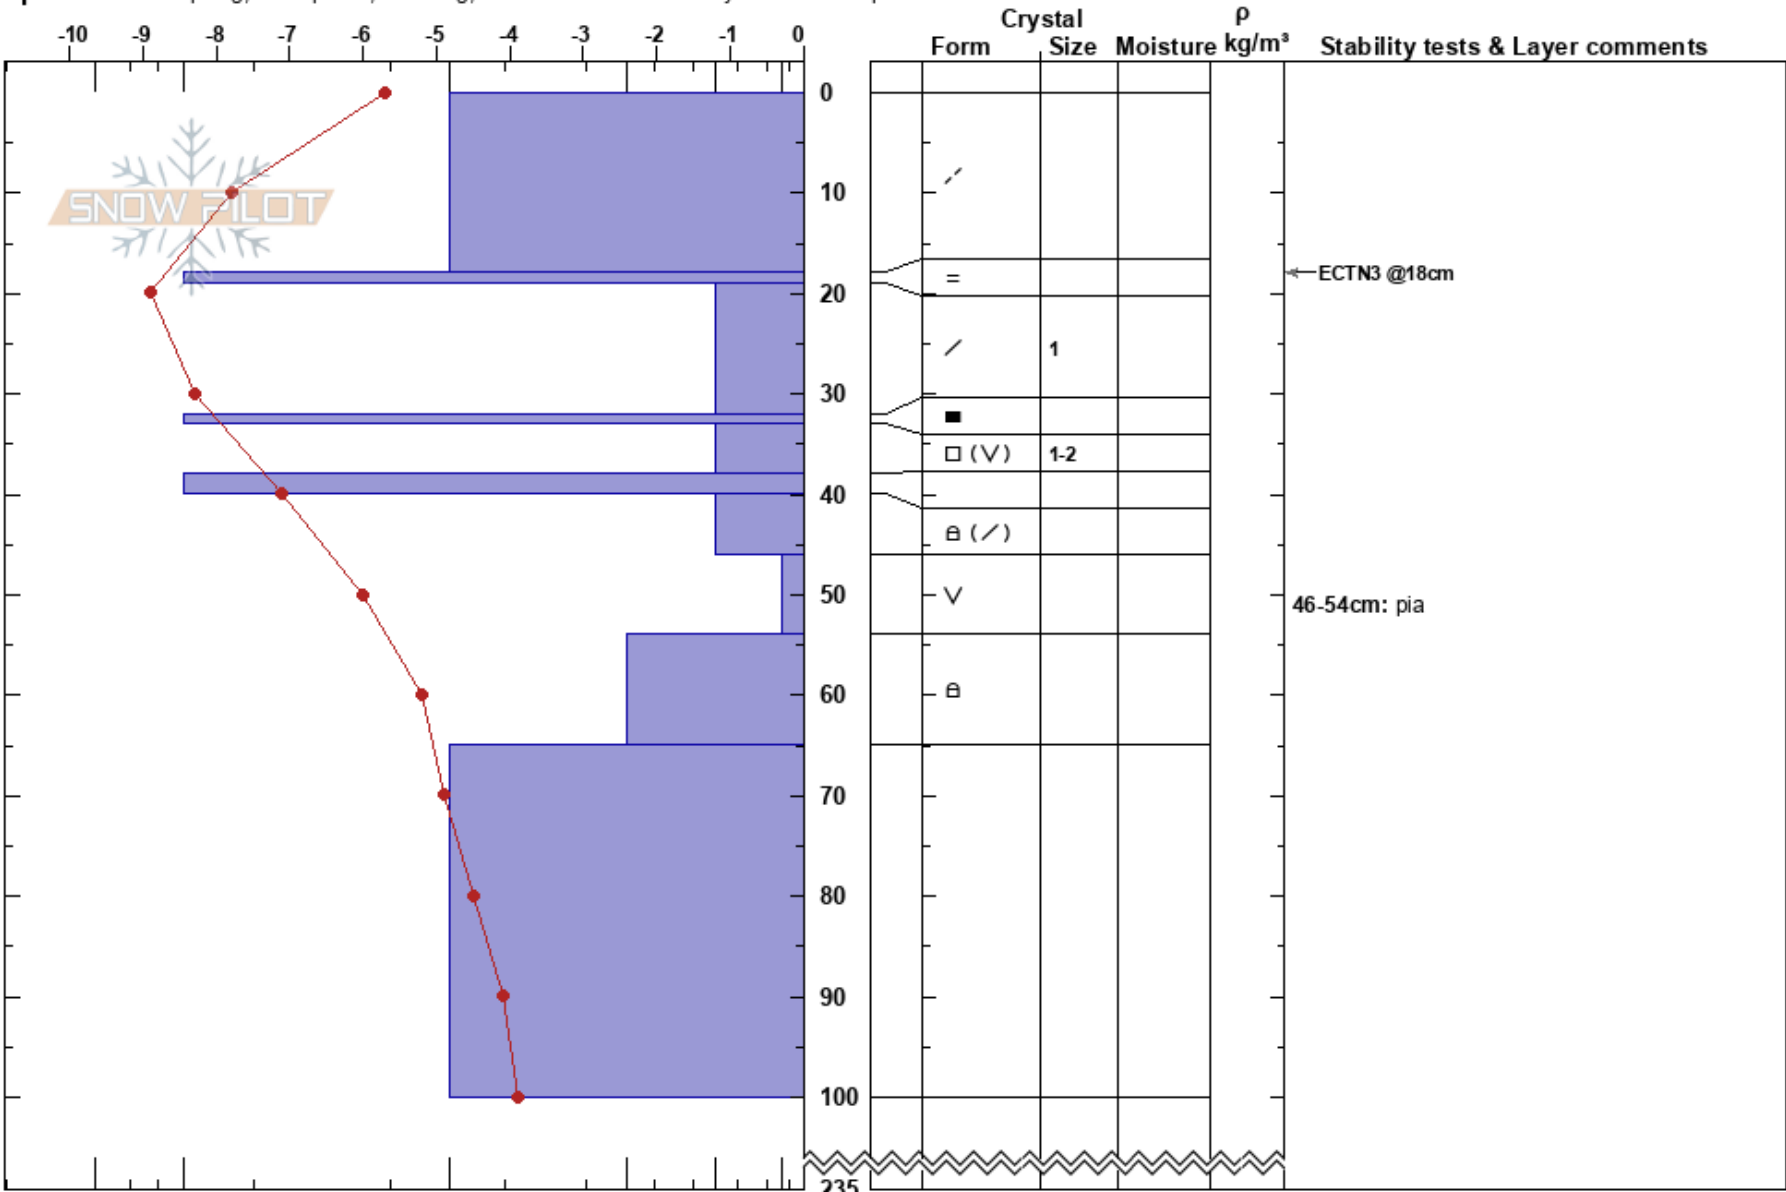 Crystal ρ
-10 -9 -8 -7 -6 -5 -4 -3 -2 -1 0
Form Size Moisture kg/m³ Stability tests & Layer comments
0
10
SNOW PILOT
ECTN3 @18cm
=
20
/ 1
30
(V) 1-2
40
(/)
50
V
46-54cm: pia
60
70
80
90
100
235